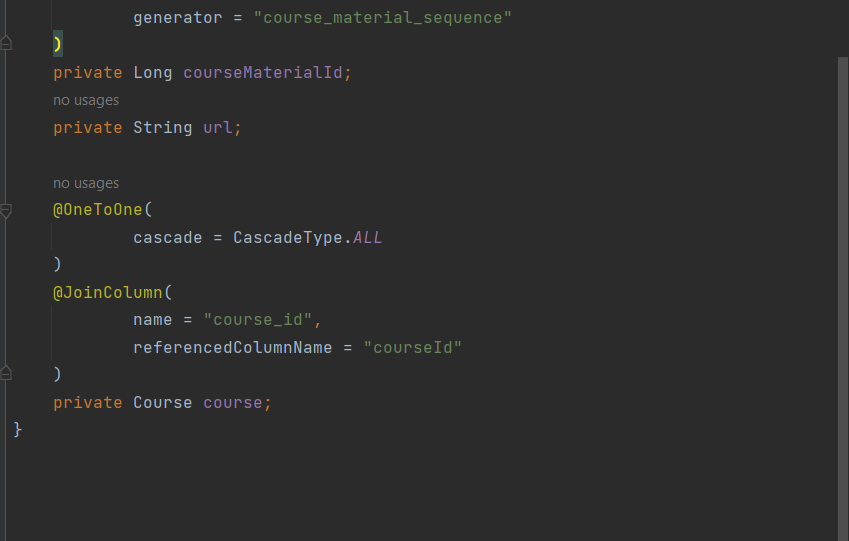 generator = "course_material_sequence"
)
private Long courseMaterialId;
no usages
private String url;
no usages
@OneToOne(
cascade = CascadeType.ALL
)
@JoinColumn(
name = "course_id",
referencedColumnName = "courseId"
)
private Course course;
}